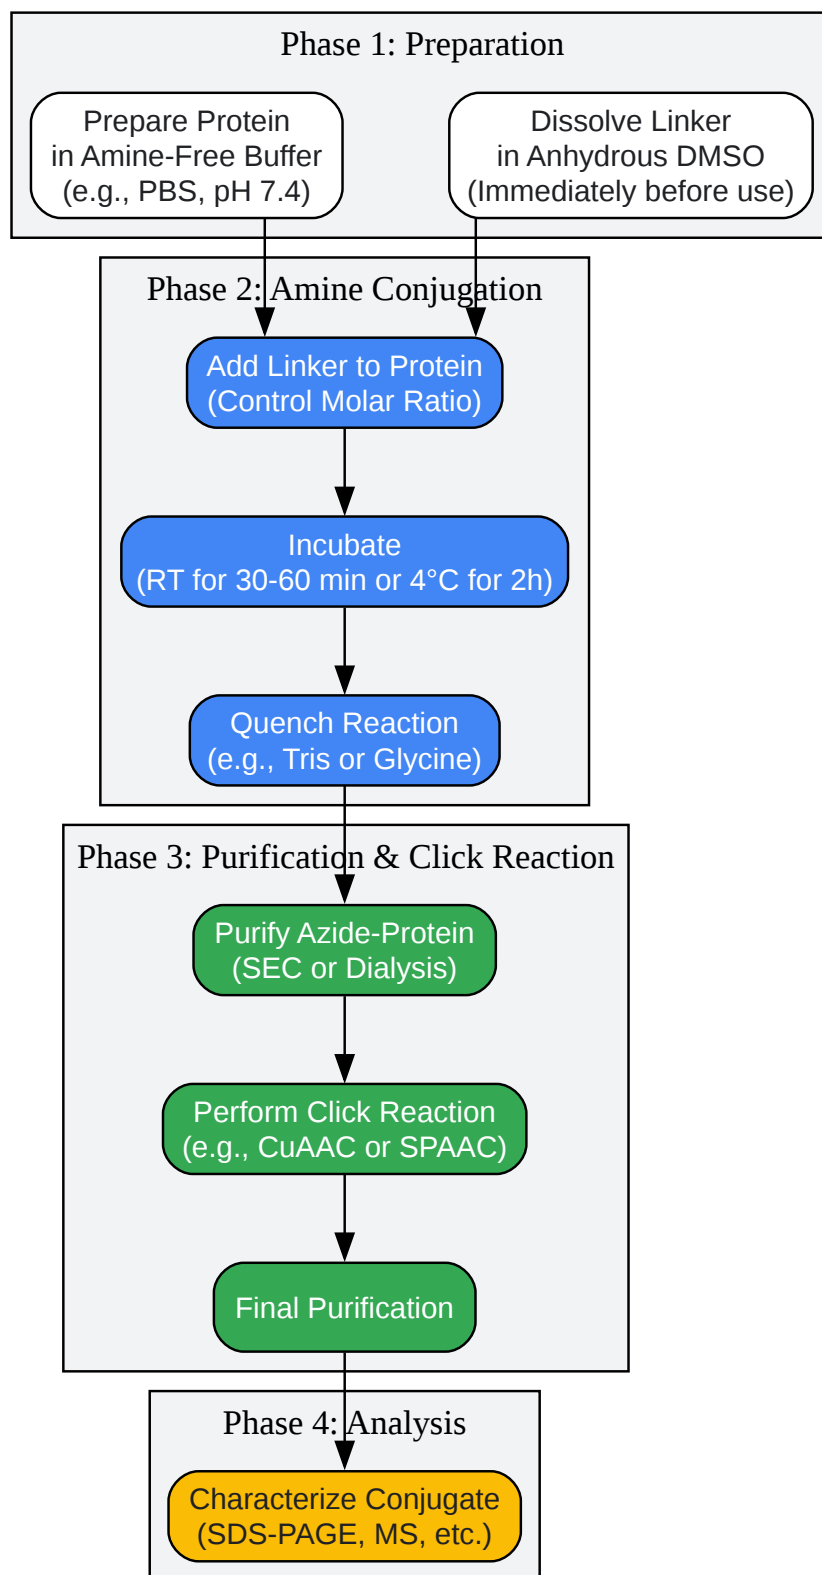 Phase 1: Preparation
Prepare Protein
in Amine-Free Buffer
(e.g., PBS, pH 7.4)
Dissolve Linker
in Anhydrous DMSO
(Immediately before use)
Phase 2: Amine Conjugation
Add Linker to Protein
(Control Molar Ratio)
Incubate
(RT for 30-60 min or 4°C for 2h)
Quench Reaction
(e.g., Tris or Glycine)
Phase 3: Purification & Click Reaction
Purify Azide-Protein
(SEC or Dialysis)
Perform Click Reaction
(e.g., CuAAC or SPAAC)
Final Purification
Phase 4: Analysis
Characterize Conjugate
(SDS-PAGE, MS, etc.)